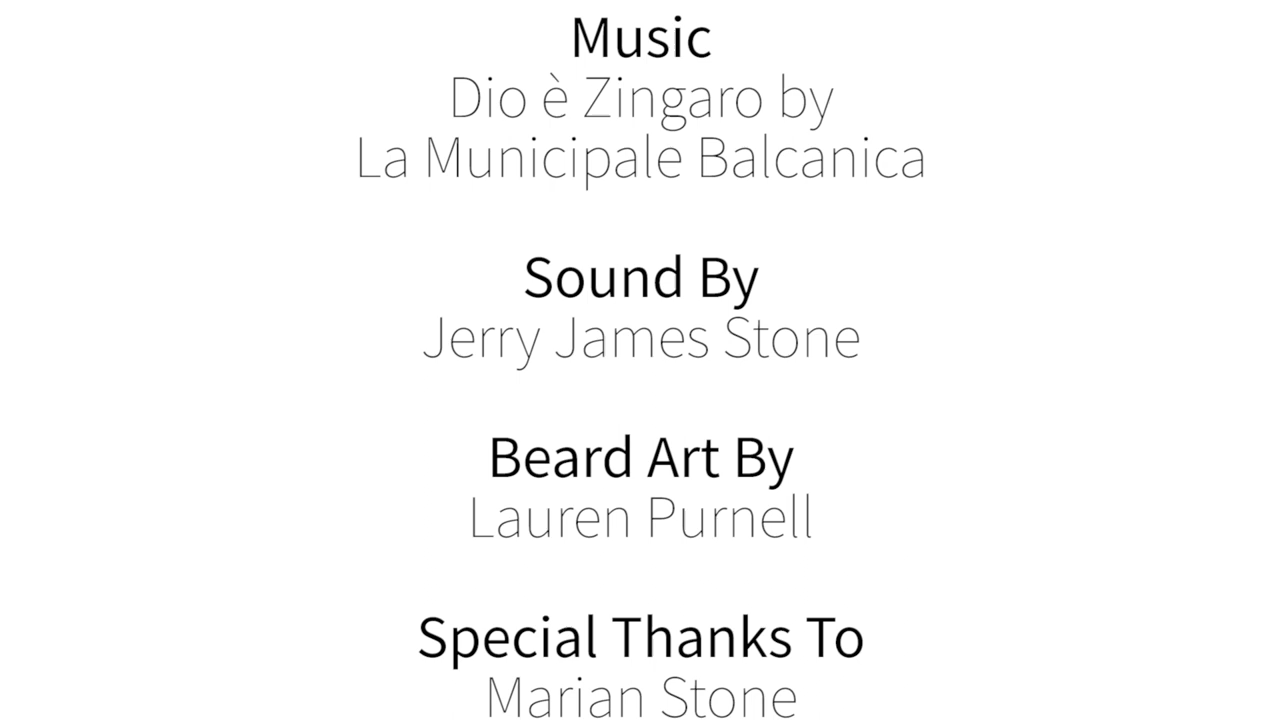 Music
Dio è Zingaro by
La Municipale Balcanica
Sound By
Jerry James Stone
Beard Art By
Lauren Purnell
Special Thanks To
Marian Stone